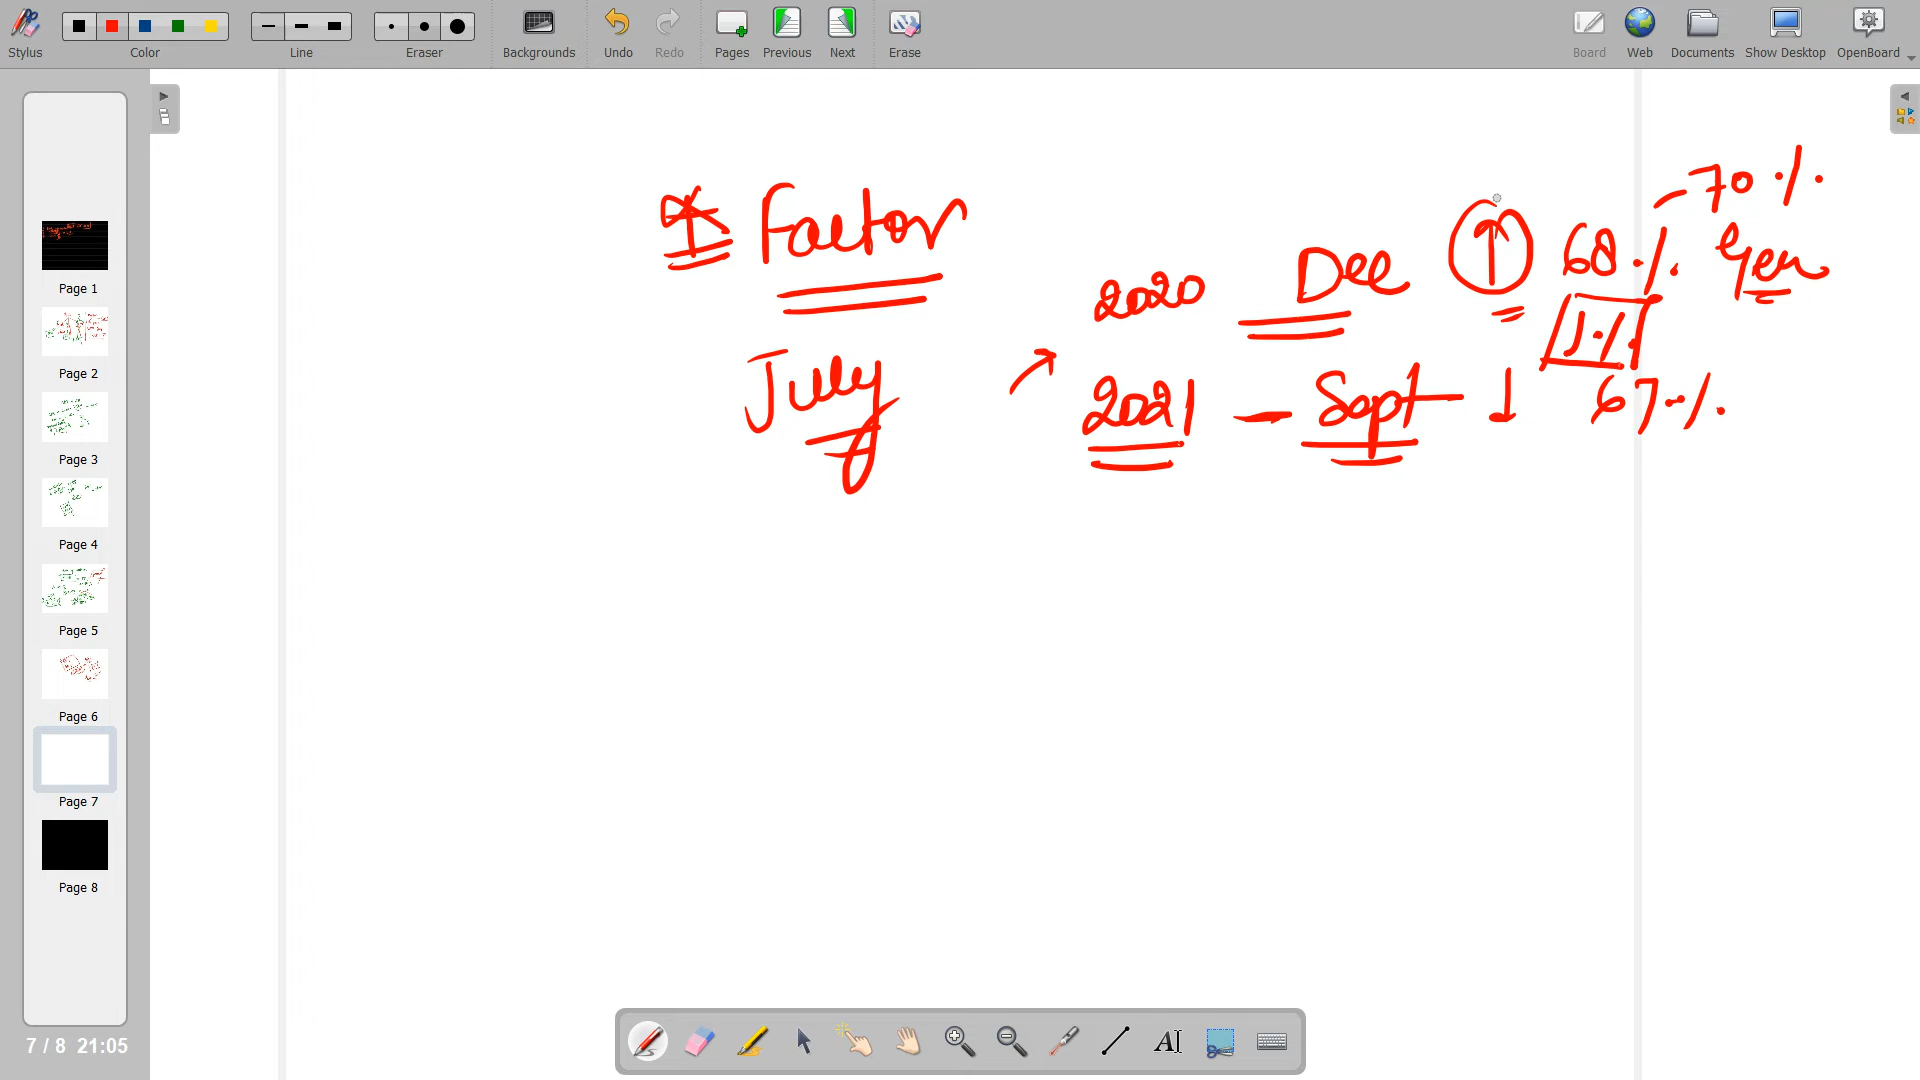 Stylus
Color
Line
Eraser
Backgrounds
Undo
Redo
Pages
Previous
Next
Erase
Board
Web
Documents
Show Desktop
OpenBoard
Page 1
Page 2
Page 3
Page 4
Page 5
Page 6
Page 7
Page 8
7 / 8 21:05
* Factor
2020 Dec ↑ 68 % - 70 %
Gen
1 %
July
2021 - Sept ↓ 67 %